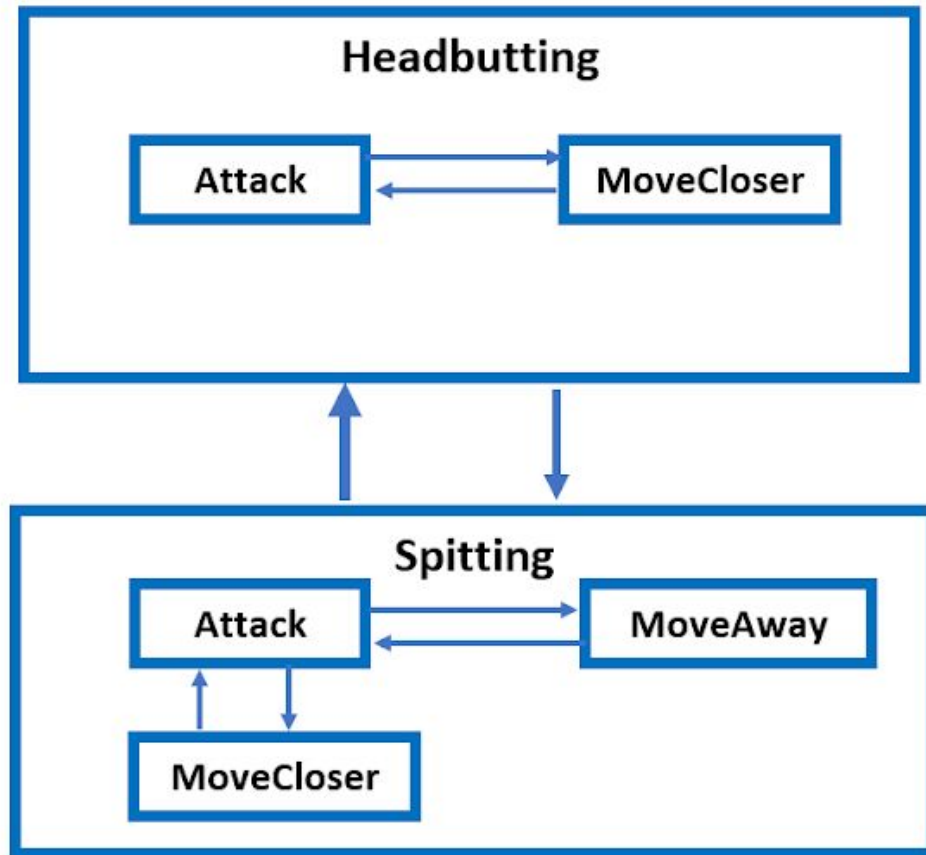 Headbutting
Attack
MoveCloser
Spitting
Attack
MoveAway
MoveCloser